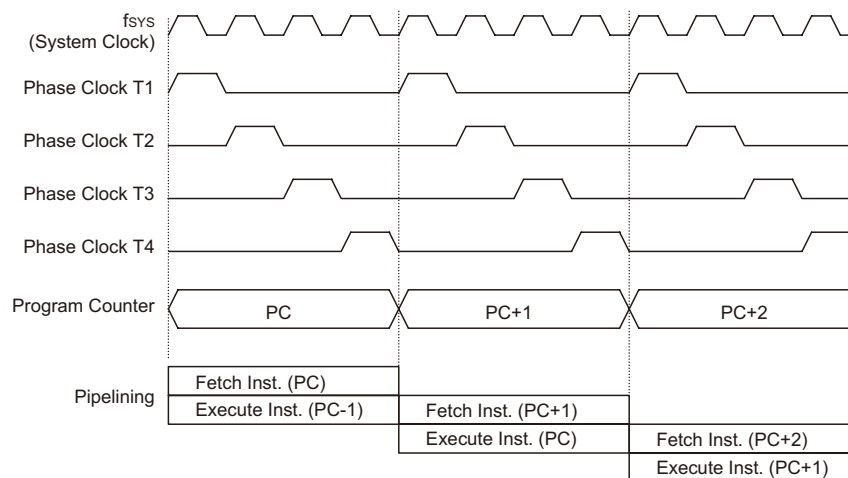 fSYS
(System Clock)
Phase Clock T1
Phase Clock T2
Phase Clock T3
Phase Clock T4
Program Counter
PC
PC+1
PC+2
Pipelining
Fetch Inst. (PC)
Execute Inst. (PC-1)
Fetch Inst. (PC+1)
Execute Inst. (PC)
Fetch Inst. (PC+2)
Execute Inst. (PC+1)